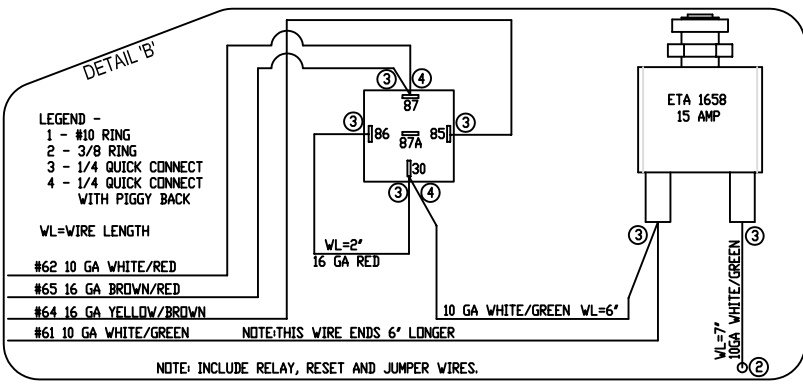 DETAIL 'B'
LEGEND -
1 - #10 RING
2 - 3/8 RING
3 - 1/4 QUICK CONNECT
4 - 1/4 QUICK CONNECT
WITH PIGGY BACK
WL=WIRE LENGTH
3
4
87
3
86
87A
85
3
30
3
4
WL=2"
16 GA RED
ETA 1658
15 AMP
3
3
#62 10 GA WHITE/RED
#65 16 GA BROWN/RED
#64 16 GA YELLOW/BROWN
10 GA WHITE/GREEN WL=6"
#61 10 GA WHITE/GREEN
NOTE:THIS WIRE ENDS 6" LONGER
WL=7"
10GA WHITE/GREEN
2
NOTE: INCLUDE RELAY, RESET AND JUMPER WIRES.